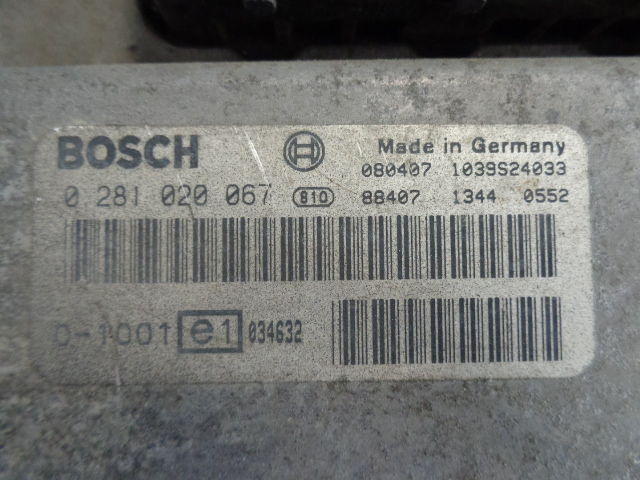 BOSCH
Made in Germany
080407 1039S24033
0 281 020 067 810 88407 1344 0552
D-1001 e1 034632